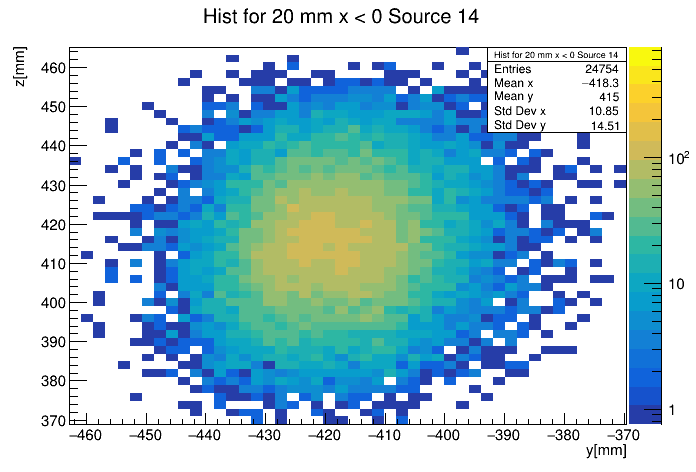 Hist for 20 mm x < 0 Source 14
z[mm]
Hist for 20 mm x < 0 Source 14
Entries 24754
Mean x −418.3
Mean y 415
Std Dev x 10.85
Std Dev y 14.51
460
450
440
430
420
410
400
390
380
370
−460 −450 −440 −430 −420 −410 −400 −390 −380 −370
y[mm]
10²
10
1